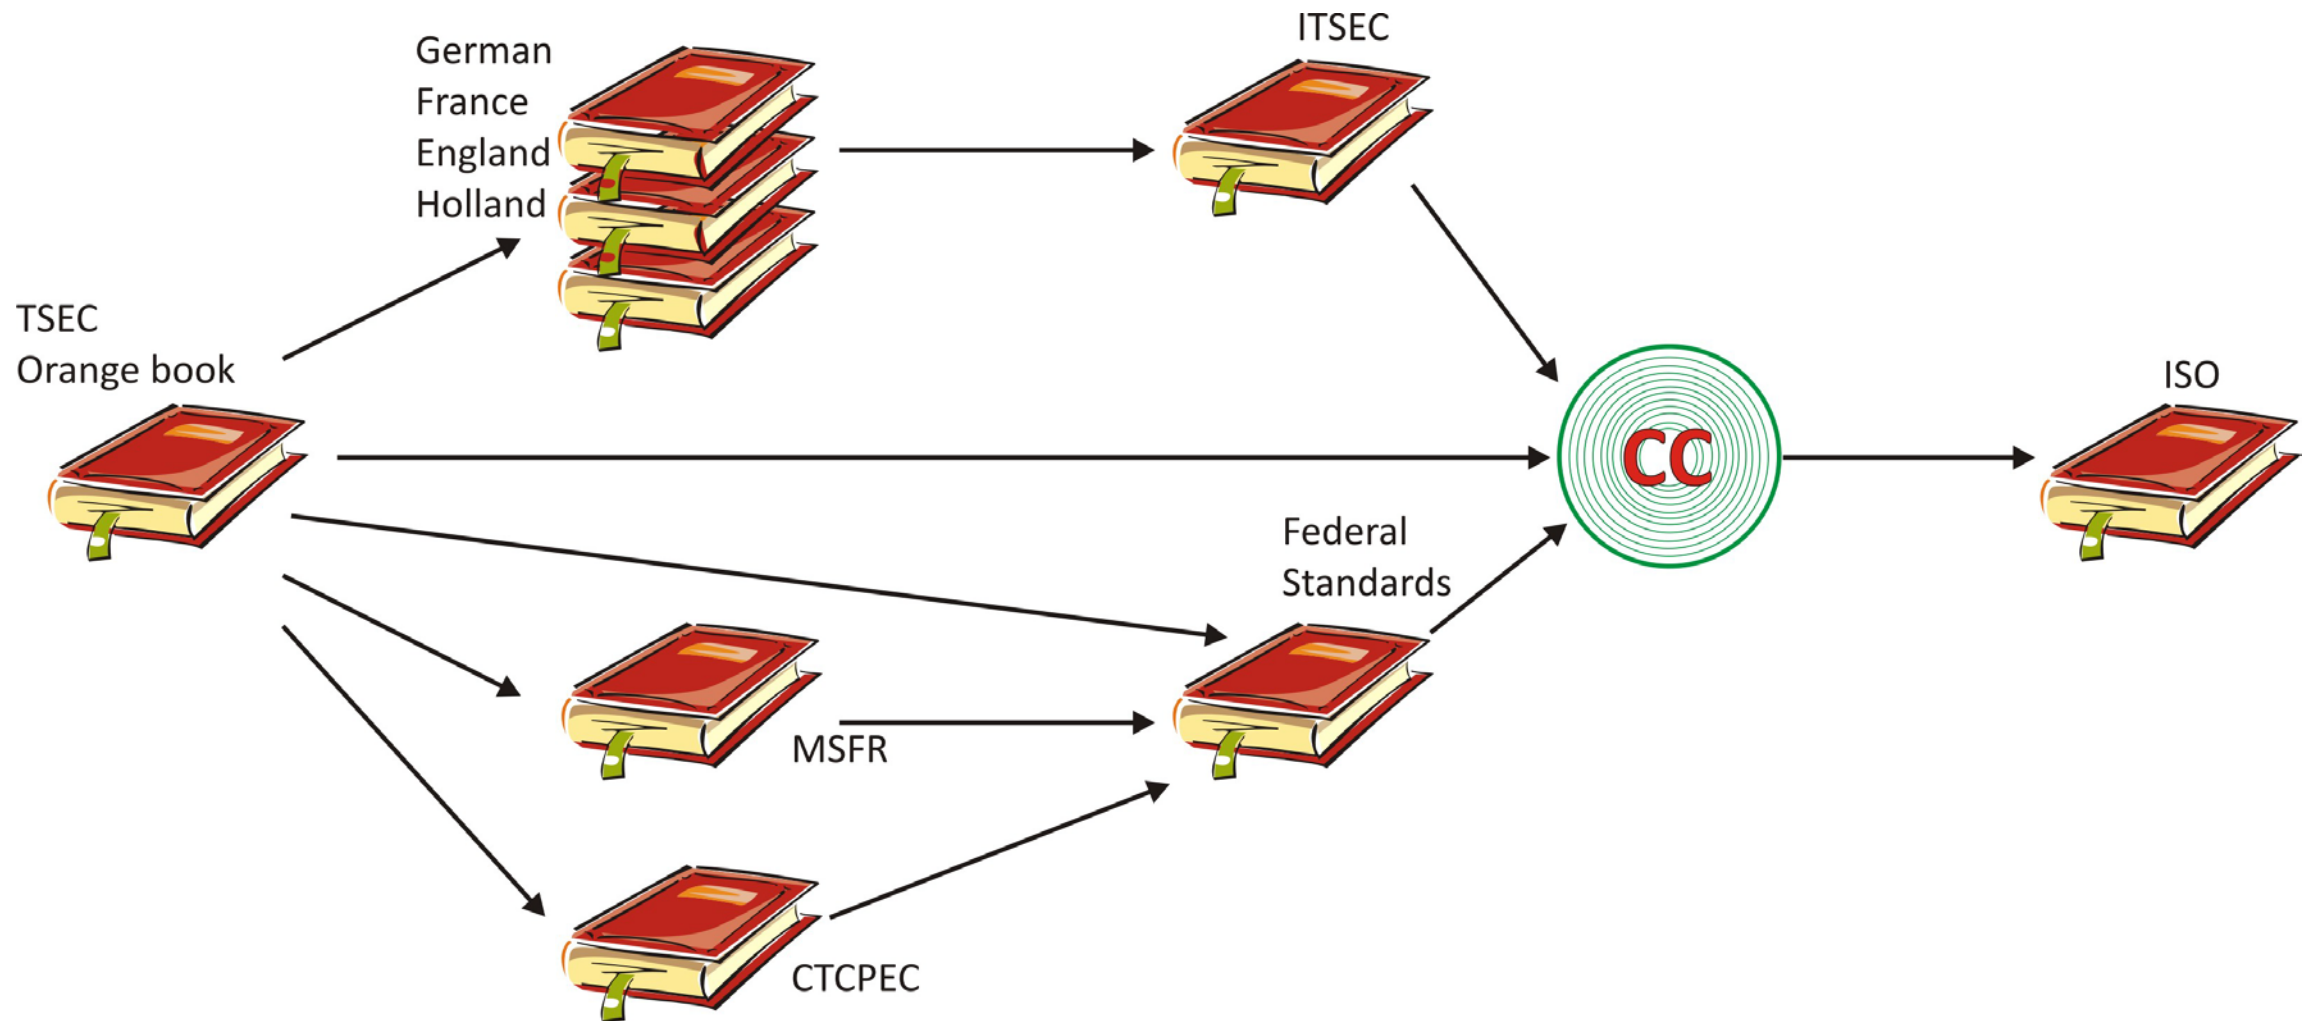 ITSEC
German
France
England
Holland
TSEC
Orange book
CC
ISO
Federal
Standards
MSFR
CTCPEC